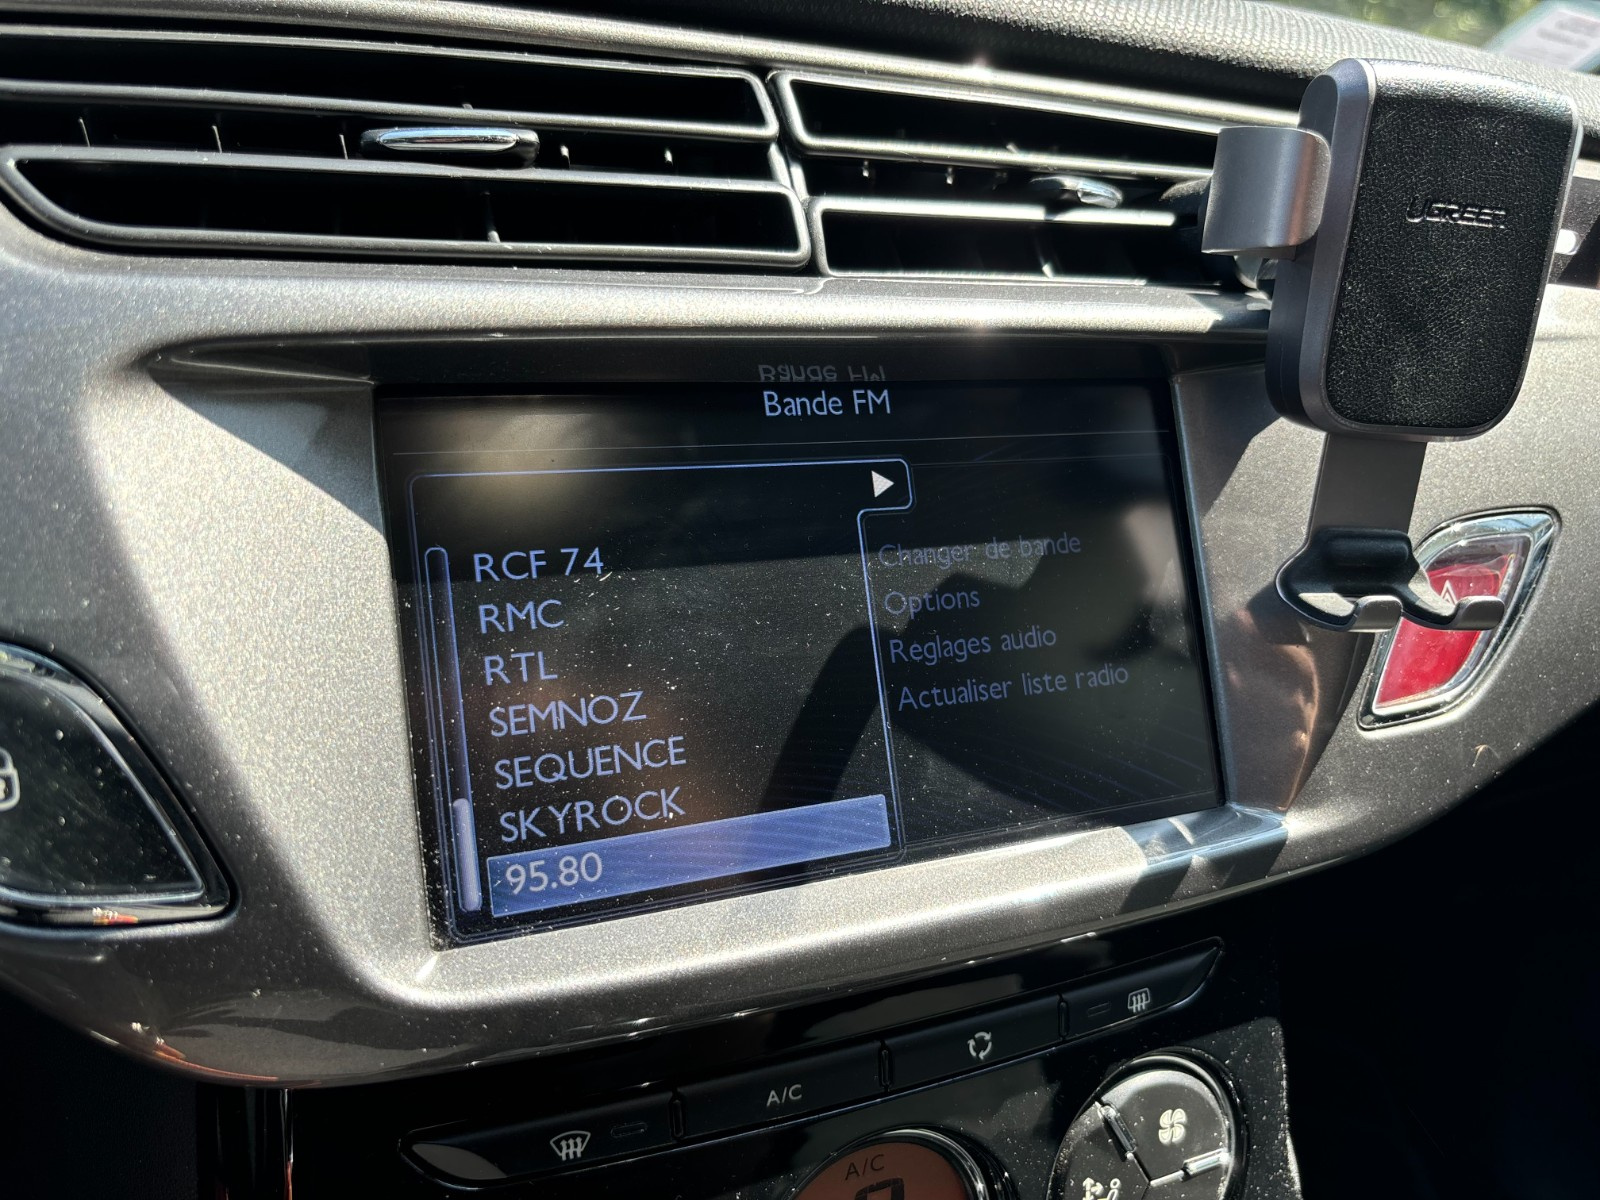 UGREEN
Bande FM
RCF 74
RMC
RTL
SEMNOZ
SEQUENCE
SKYROCK
95.80
Changer de bande
Options
Réglages audio
Actualiser liste radio
A/C
A/C